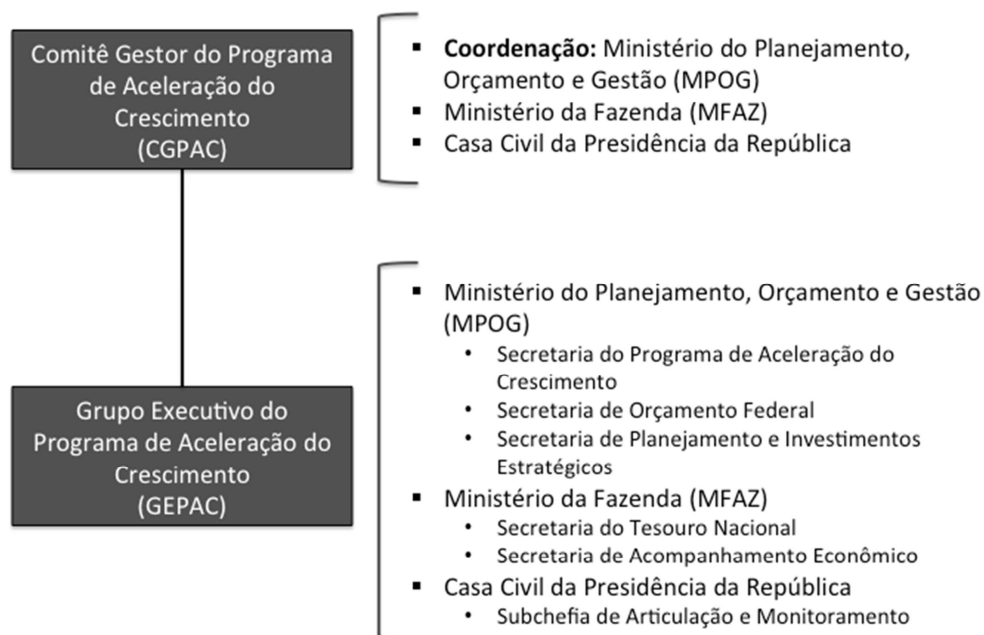 Comitê Gestor do Programa
de Aceleração do
Crescimento
(CGPAC)
▪ Coordenação: Ministério do Planejamento,
Orçamento e Gestão (MPOG)
▪ Ministério da Fazenda (MFAZ)
▪ Casa Civil da Presidência da República
Grupo Executivo do
Programa de Aceleração do
Crescimento
(GEPAC)
▪ Ministério do Planejamento, Orçamento e Gestão
(MPOG)
• Secretaria do Programa de Aceleração do
Crescimento
• Secretaria de Orçamento Federal
• Secretaria de Planejamento e Investimentos
Estratégicos
▪ Ministério da Fazenda (MFAZ)
• Secretaria do Tesouro Nacional
• Secretaria de Acompanhamento Econômico
▪ Casa Civil da Presidência da República
• Subchefia de Articulação e Monitoramento